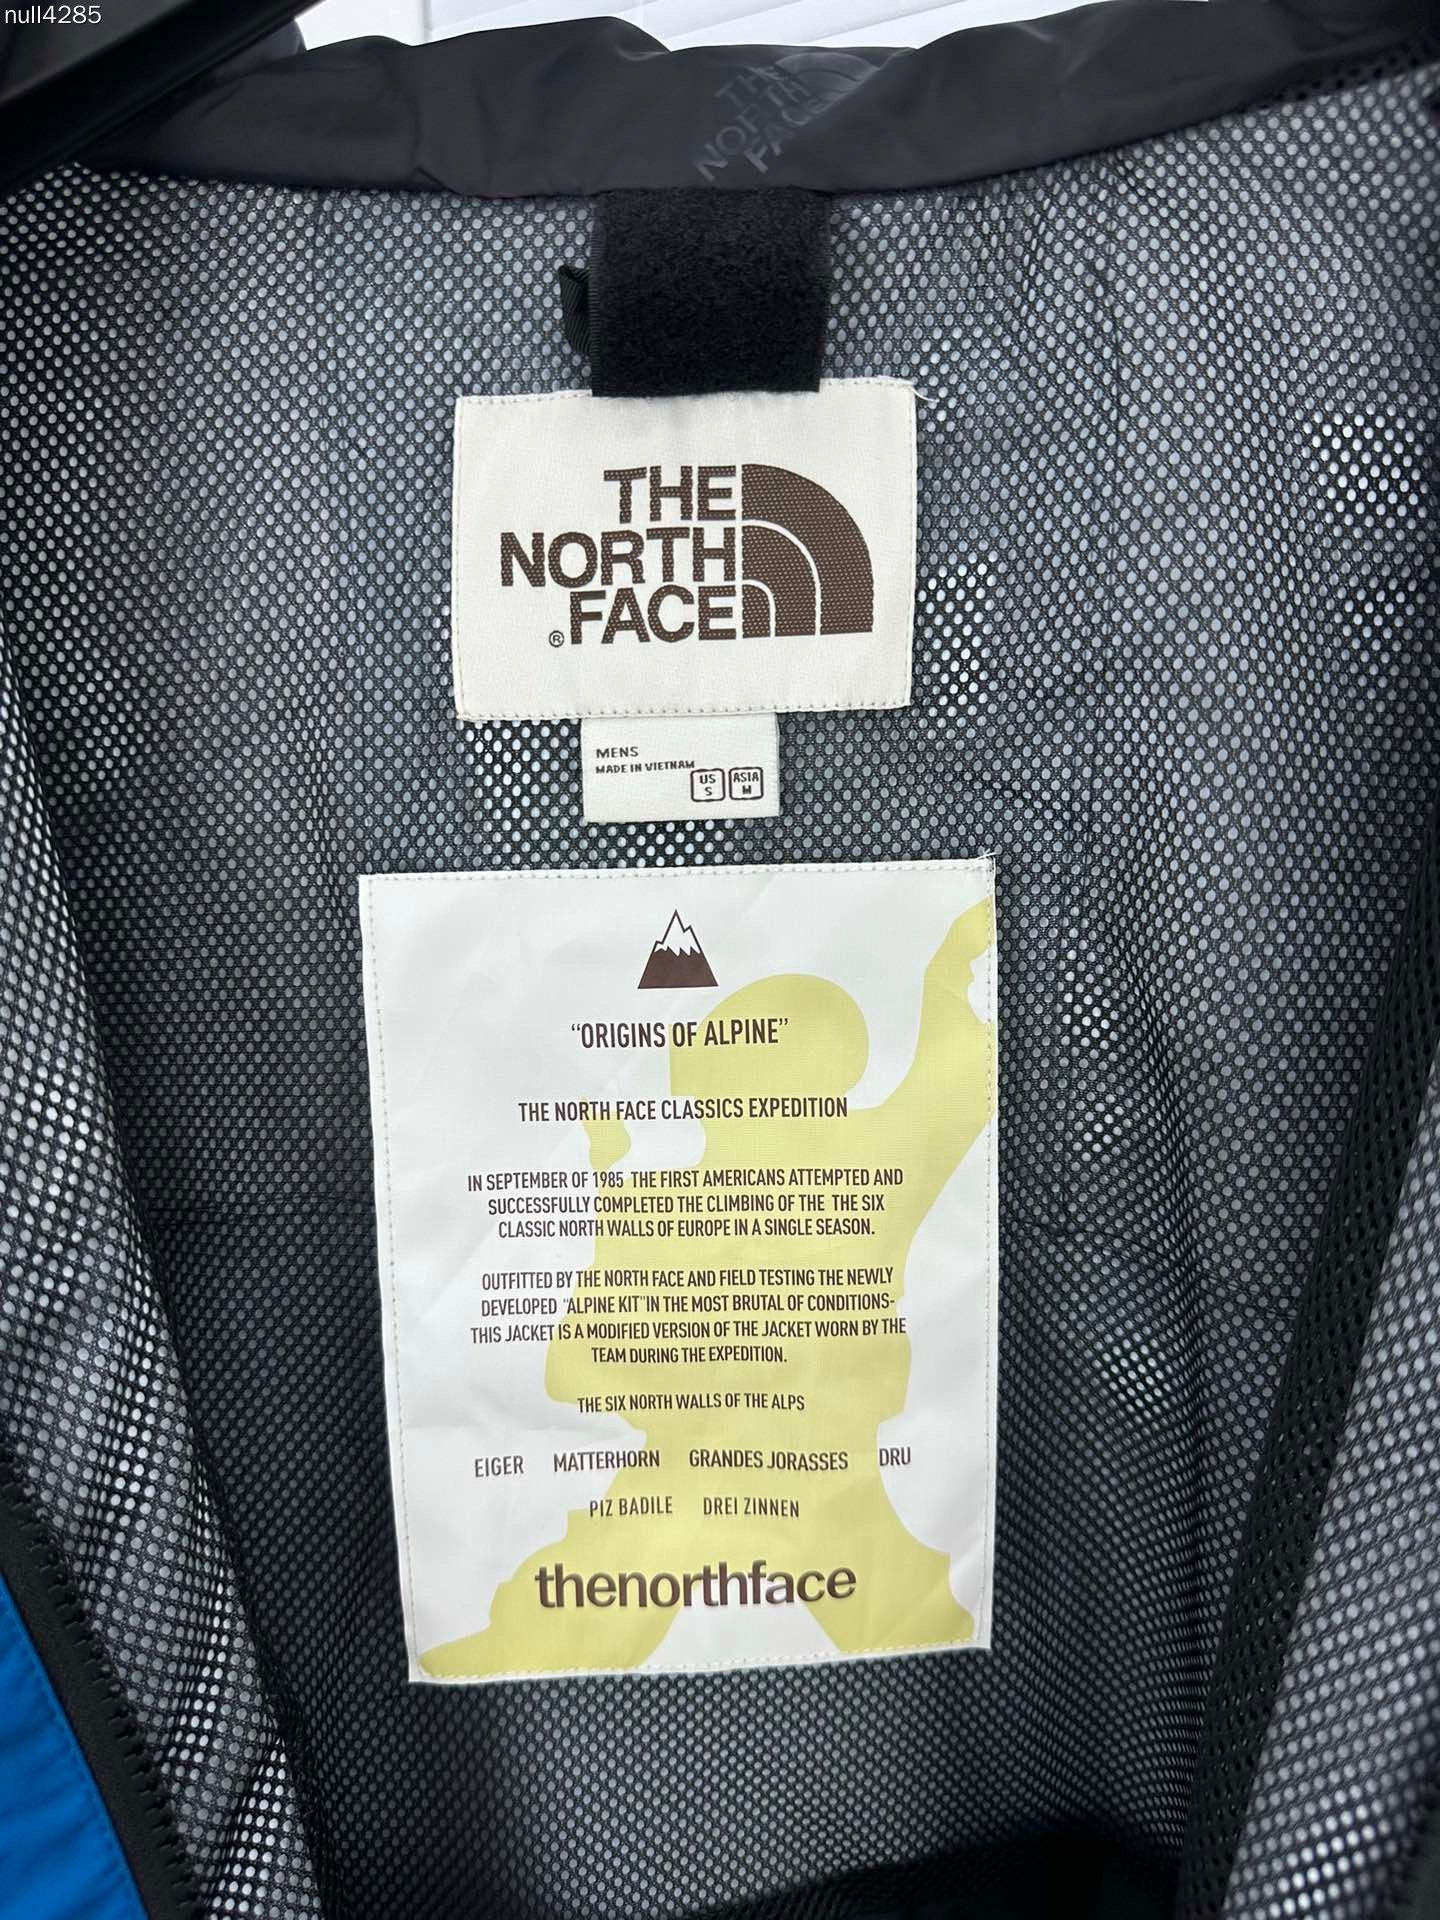 null4285
THE
NORTH
FACE
THE
NORTH
® FACE
MENS
MADE IN VIETNAM
US ASIA
S M
“ORIGINS OF ALPINE”
THE NORTH FACE CLASSICS EXPEDITION
IN SEPTEMBER OF 1985 THE FIRST AMERICANS ATTEMPTED AND
SUCCESSFULLY COMPLETED THE CLIMBING OF THE THE SIX
CLASSIC NORTH WALLS OF EUROPE IN A SINGLE SEASON.
OUTFITTED BY THE NORTH FACE AND FIELD TESTING THE NEWLY
DEVELOPED "ALPINE KIT"IN THE MOST BRUTAL OF CONDITIONS-
THIS JACKET IS A MODIFIED VERSION OF THE JACKET WORN BY THE
TEAM DURING THE EXPEDITION.
THE SIX NORTH WALLS OF THE ALPS
EIGER MATTERHORN GRANDES JORASSES DRU
PIZ BADILE DREI ZINNEN
thenorthface